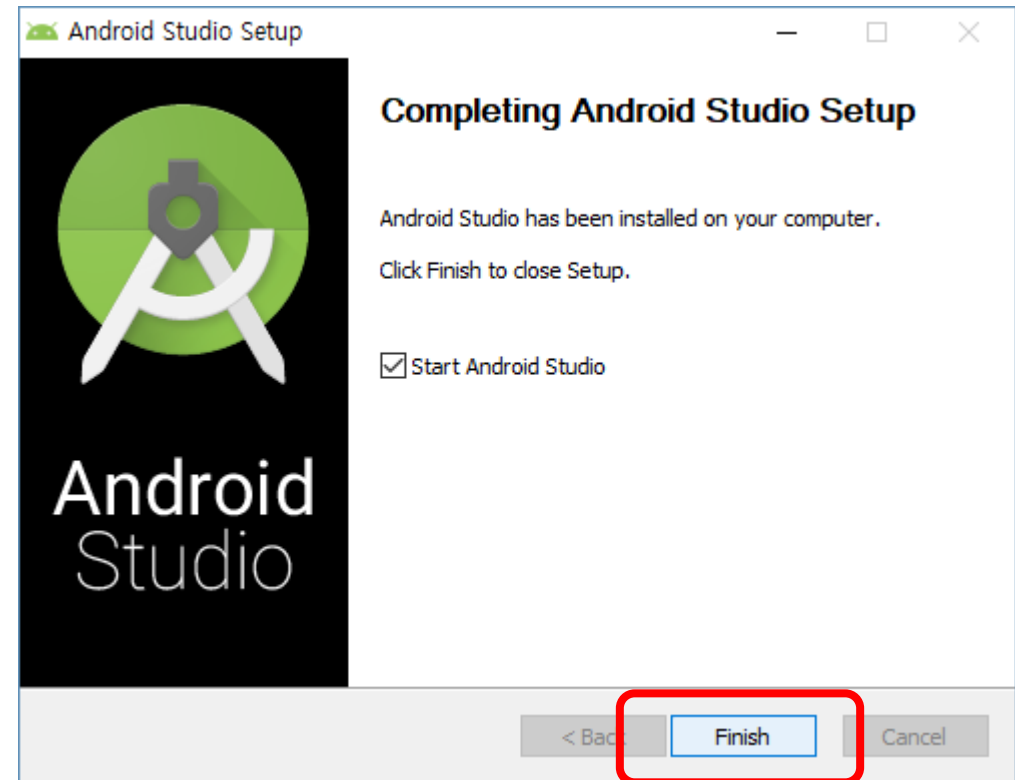 Android Studio Setup
Completing Android Studio Setup
Android Studio has been installed on your computer.
Click Finish to close Setup.
Start Android Studio
Android
Studio
< Back
Finish
Cancel